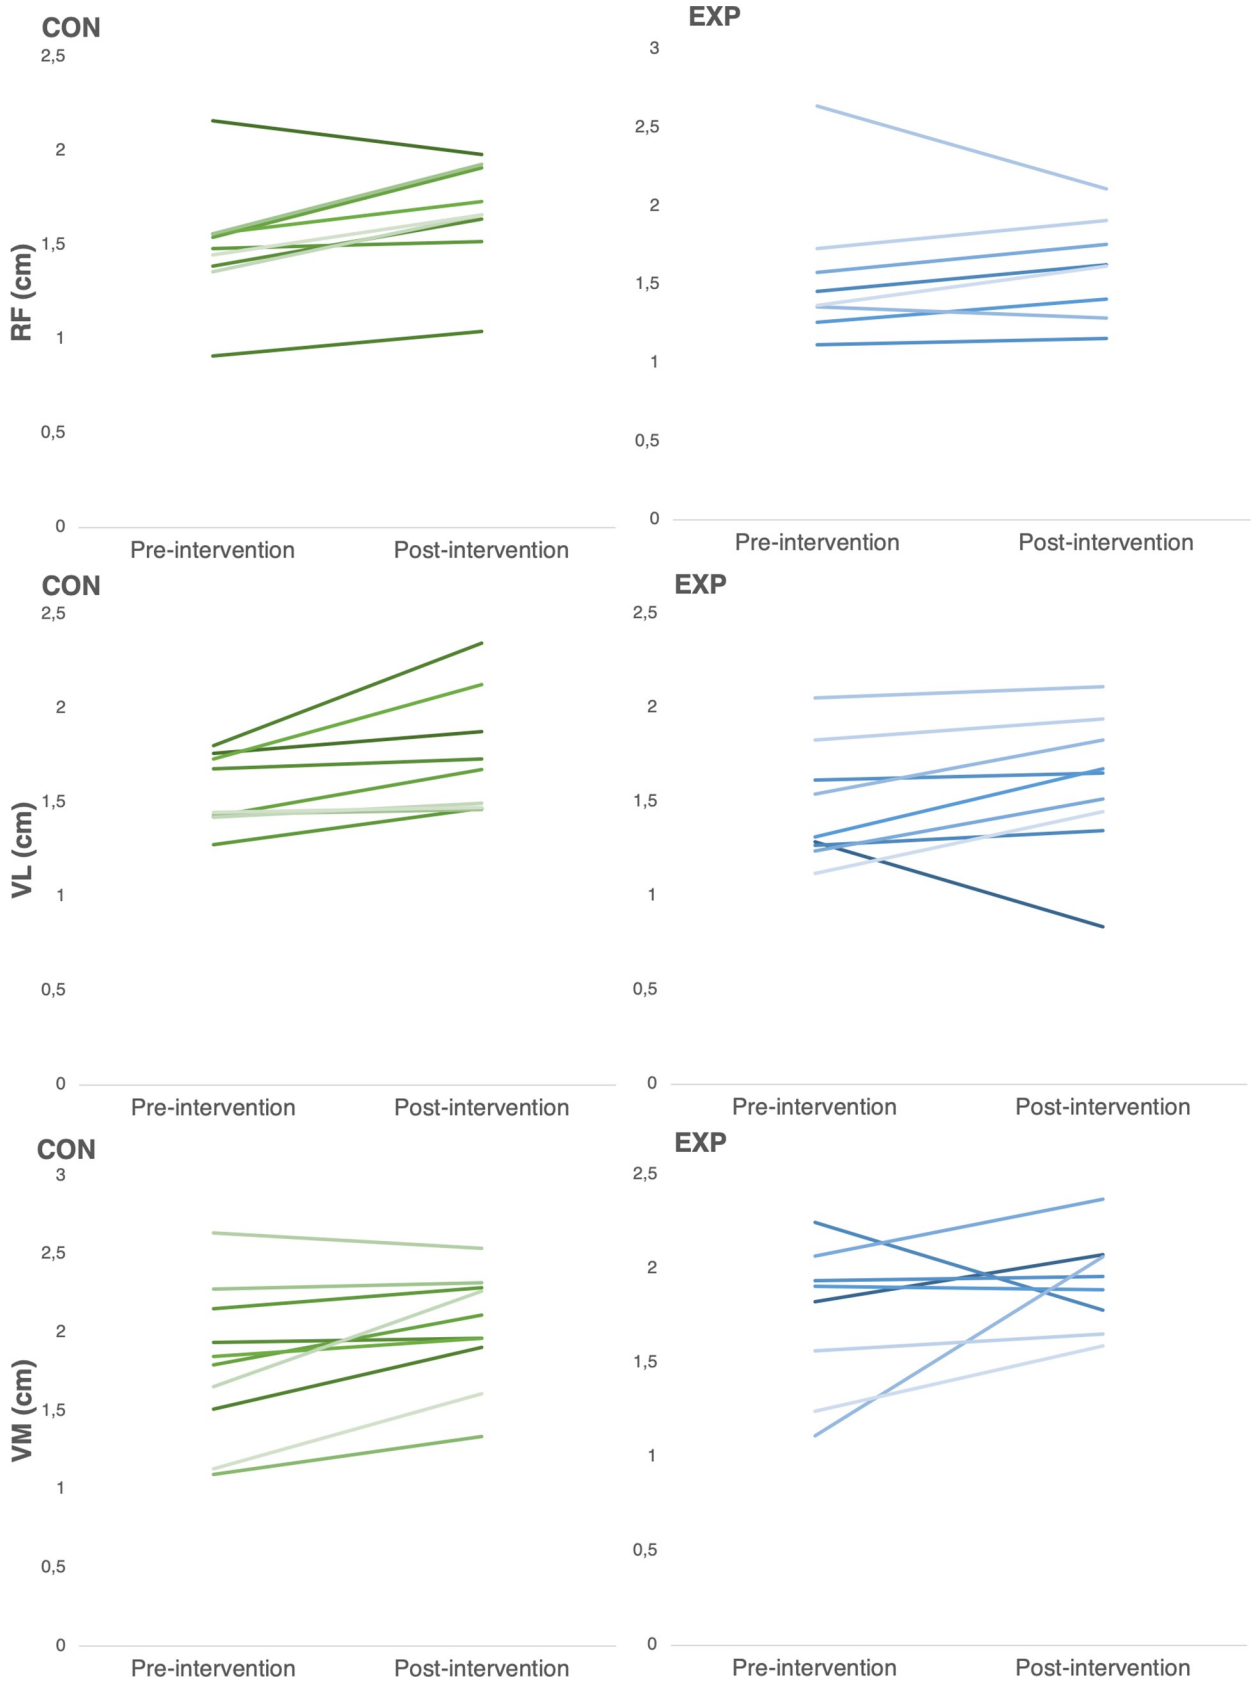 CON
2,5
2
1,5
1
0,5
0
RF (cm)
Pre-intervention
Post-intervention
EXP
3
2,5
2
1,5
1
0,5
0
Pre-intervention
Post-intervention
CON
2,5
2
1,5
1
0,5
0
VL (cm)
Pre-intervention
Post-intervention
EXP
2,5
2
1,5
1
0,5
0
Pre-intervention
Post-intervention
CON
3
2,5
2
1,5
1
0,5
0
VM (cm)
Pre-intervention
Post-intervention
EXP
2,5
2
1,5
1
0,5
0
Pre-intervention
Post-intervention